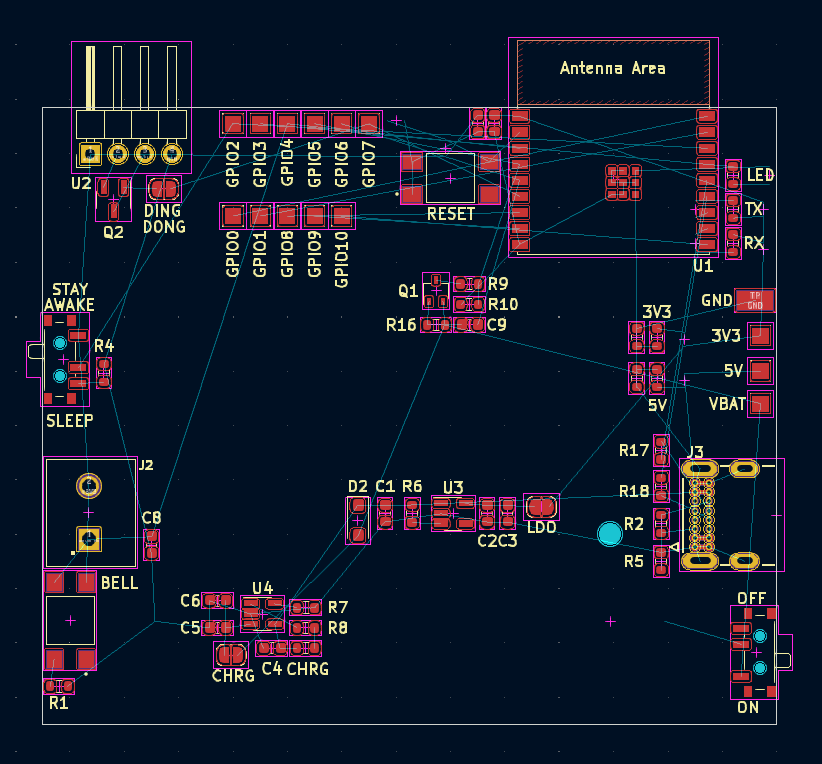 Antenna Area
U2
GPIO2
GPIO3
GPIO4
GPIO5
GPIO6
GPIO7
RESET
LED
TX
RX
U1
Q2
DING
DONG
GPIO0
GPIO1
GPIO8
GPIO9
GPIO10
STAY
AWAKE
Q1
R9
R10
R16
C9
GND
TP
GND
3V3
3V3
5V
5V
VBAT
R4
SLEEP
J2
R17
J3
R18
R2
R5
D2
C1
R6
U3
C2
C3
LDO
C8
BELL
U4
C6
C5
R7
R8
CHRG
C4
CHRG
R1
OFF
ON